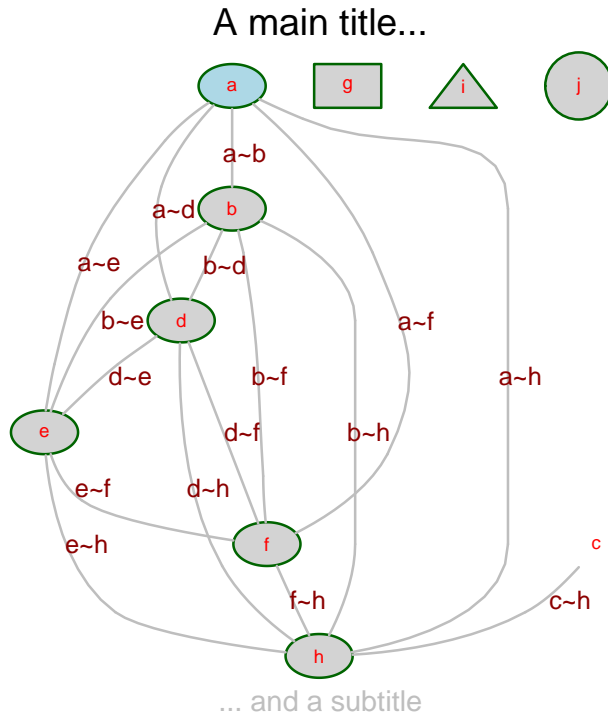 A main title...
a g i j
a~b
b
a~d
a~e
b~d
b~e d a~f
d~e b~f a~h
e d~f b~h
e~f d~h
e~h f c
f~h c~h
h
... and a subtitle